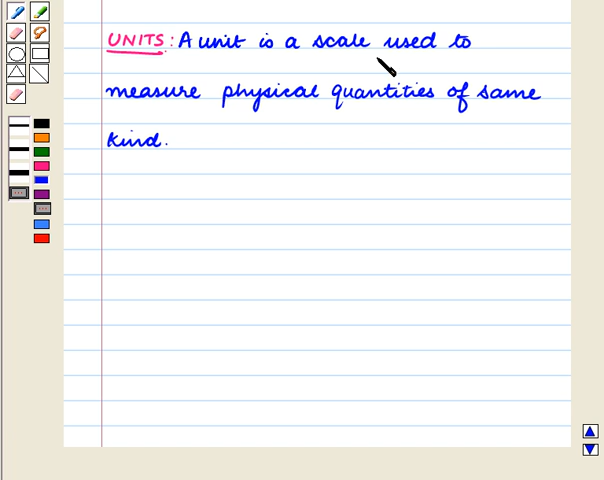 UNITS: A unit is a scale used to
measure physical quantities of same
kind.